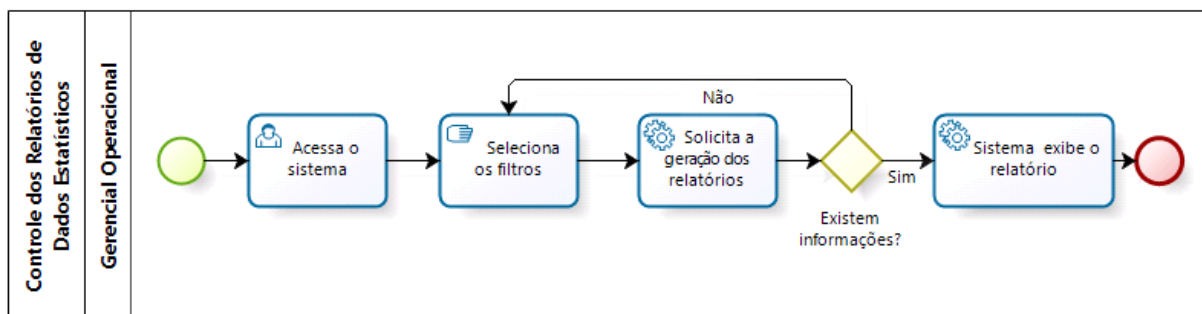 Controle dos Relatórios de
Dados Estatísticos
Gerencial Operacional
Acessa o
sistema
Seleciona
os filtros
Solicita a
geração dos
relatórios
Não
Existem
informações?
Sim
Sistema exibe o
relatório